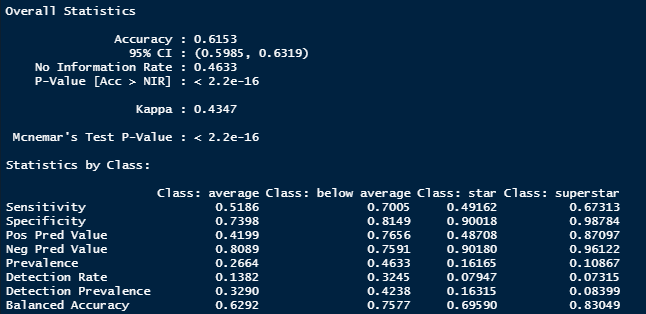 Overall Statistics
Accuracy : 0.6153
95% CI : (0.5985, 0.6319)
No Information Rate : 0.4633
P-Value [Acc > NIR] : < 2.2e-16
Kappa : 0.4347
Mcnemar's Test P-Value : < 2.2e-16
Statistics by Class:
Class: average Class: below average Class: star Class: superstar
Sensitivity 0.5186 0.7005 0.49162 0.67313
Specificity 0.7398 0.8149 0.90018 0.98784
Pos Pred Value 0.4199 0.7656 0.48708 0.87097
Neg Pred Value 0.8089 0.7591 0.90180 0.96122
Prevalence 0.2664 0.4633 0.16165 0.10867
Detection Rate 0.1382 0.3245 0.07947 0.07315
Detection Prevalence 0.3290 0.4238 0.16315 0.08399
Balanced Accuracy 0.6292 0.7577 0.69590 0.83049